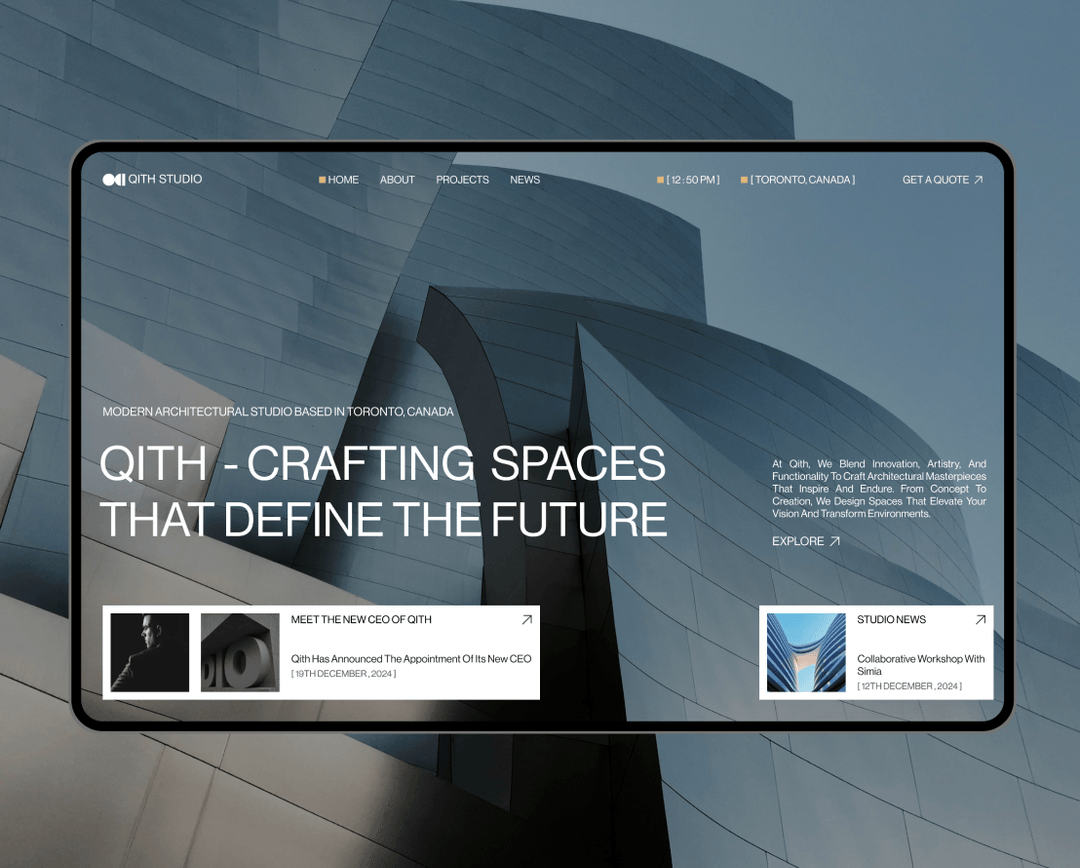 QITH STUDIO
HOME ABOUT PROJECTS NEWS
[ 12 : 50 PM ] [ TORONTO, CANADA ]
GET A QUOTE
MODERN ARCHITECTURAL STUDIO BASED IN TORONTO, CANADA
QITH - CRAFTING SPACES
THAT DEFINE THE FUTURE
At Qith, We Blend Innovation, Artistry, And
Functionality To Craft Architectural Masterpieces
That Inspire And Endure. From Concept To
Creation, We Design Spaces That Elevate Your
Vision And Transform Environments.
EXPLORE
DIO
MEET THE NEW CEO OF QITH
Qith Has Announced The Appointment Of Its New CEO
[ 19TH DECEMBER , 2024 ]
STUDIO NEWS
Collaborative Workshop With
Simia
[ 12TH DECEMBER , 2024 ]